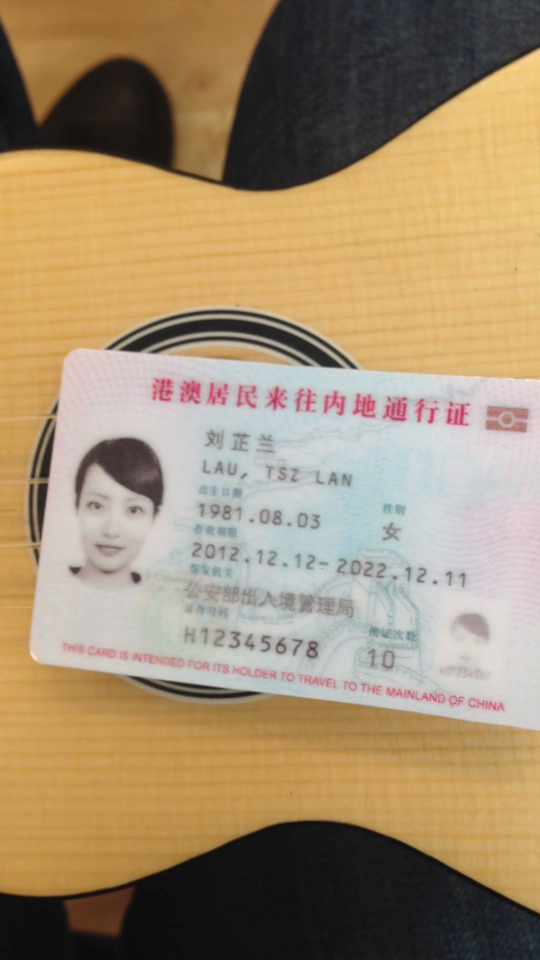 港澳居民来往内地通行证
刘芷兰
LAU, TSZ LAN
出生日期 性别
1981.08.03 女
有效期限
2012.12.12-2022.12.11
签发机关
公安部出入境管理局
证件号码 换证次数
H12345678 10
THIS CARD IS INTENDED FOR ITS HOLDER TO TRAVEL TO THE MAINLAND OF CHINA